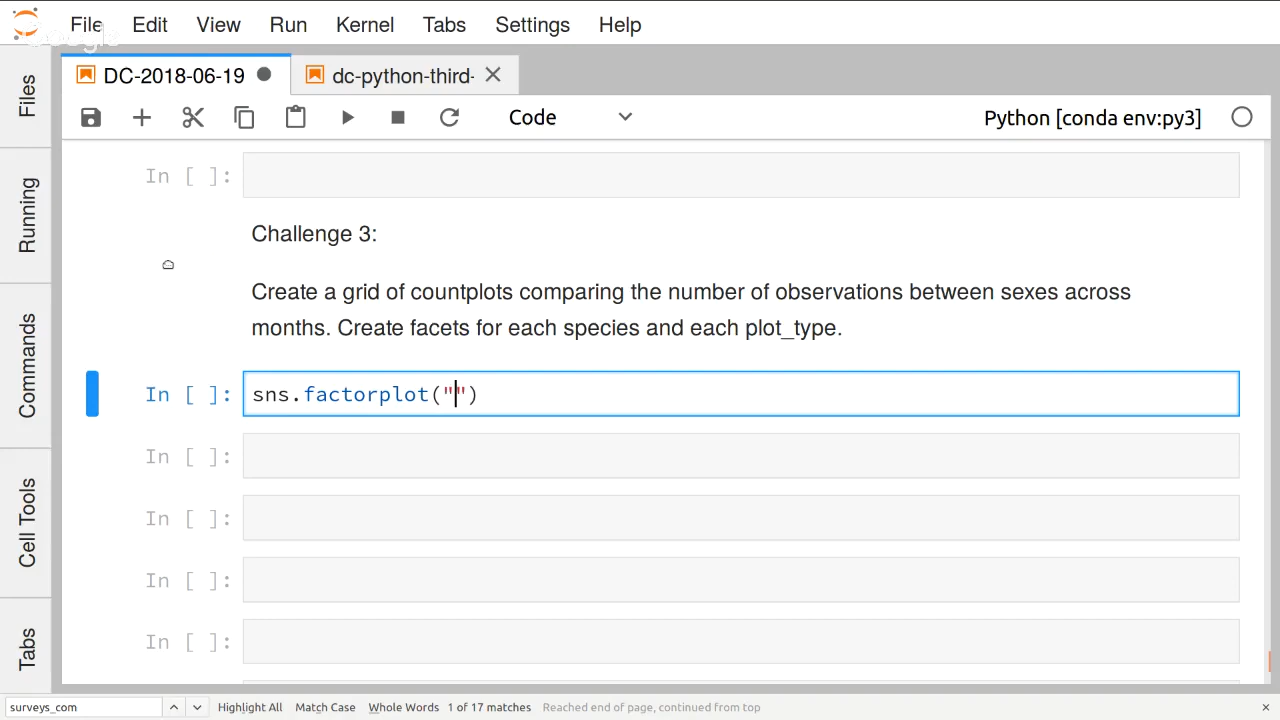 File Edit View Run Kernel Tabs Settings Help
Google
DC-2018-06-19 dc-python-third-
Code Python [conda env:py3]
Files
Running
Commands
Cell Tools
Tabs
In [ ]:
Challenge 3:
Create a grid of countplots comparing the number of observations between sexes across
months. Create facets for each species and each plot_type.
In [ ]: sns.factorplot("")
In [ ]:
In [ ]:
In [ ]:
In [ ]:
surveys_com Highlight All Match Case Whole Words 1 of 17 matches Reached end of page, continued from top